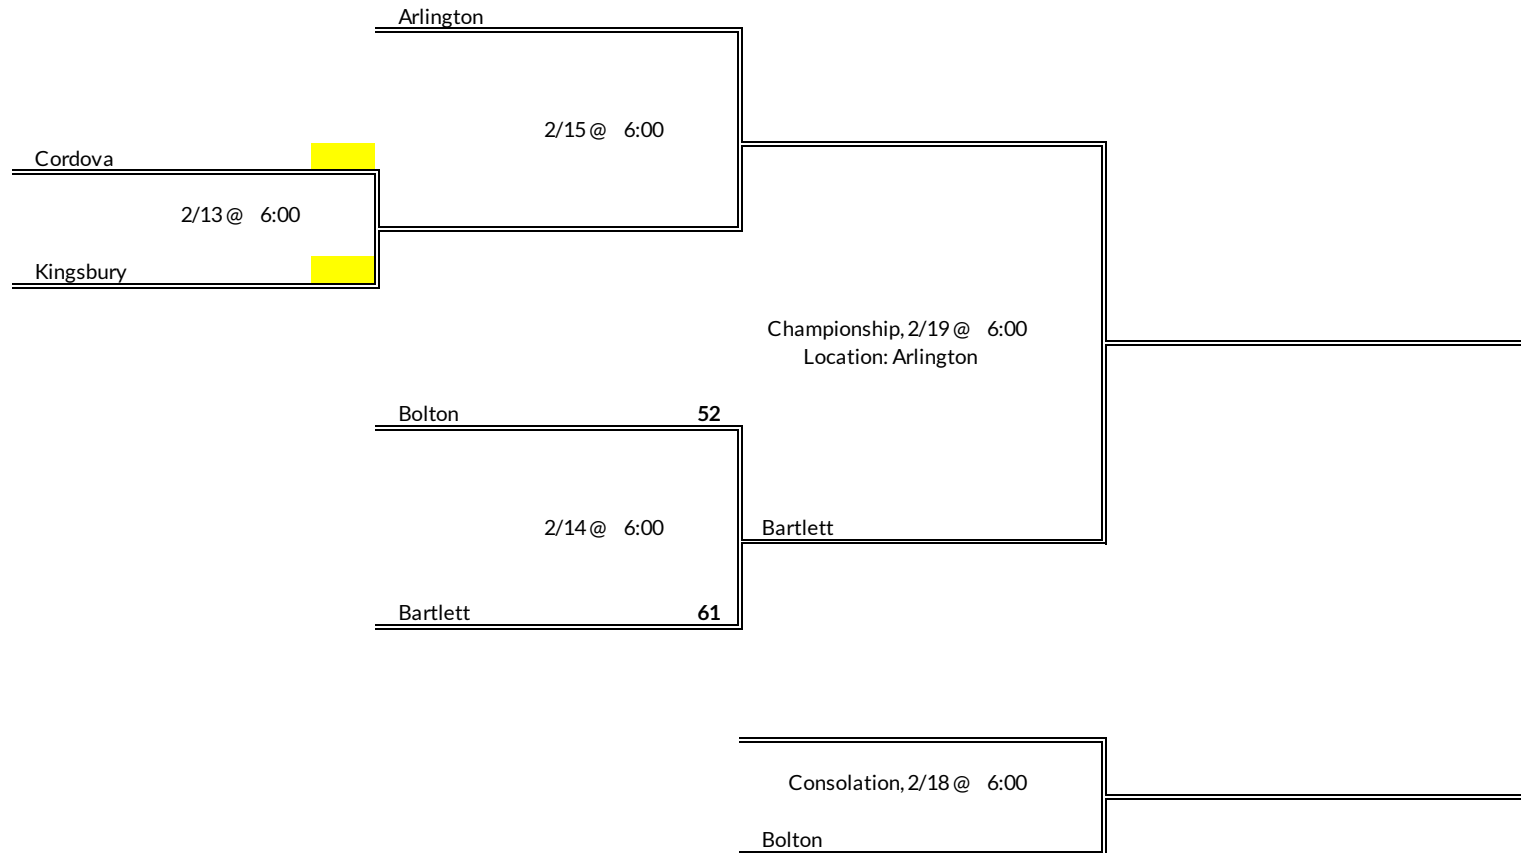 Arlington
2/15 @ 6:00
Cordova
2/13 @ 6:00
Kingsbury
Championship, 2/19 @ 6:00
Location: Arlington
Bolton 52
2/14 @ 6:00
Bartlett
Bartlett 61
Consolation, 2/18 @ 6:00
Bolton